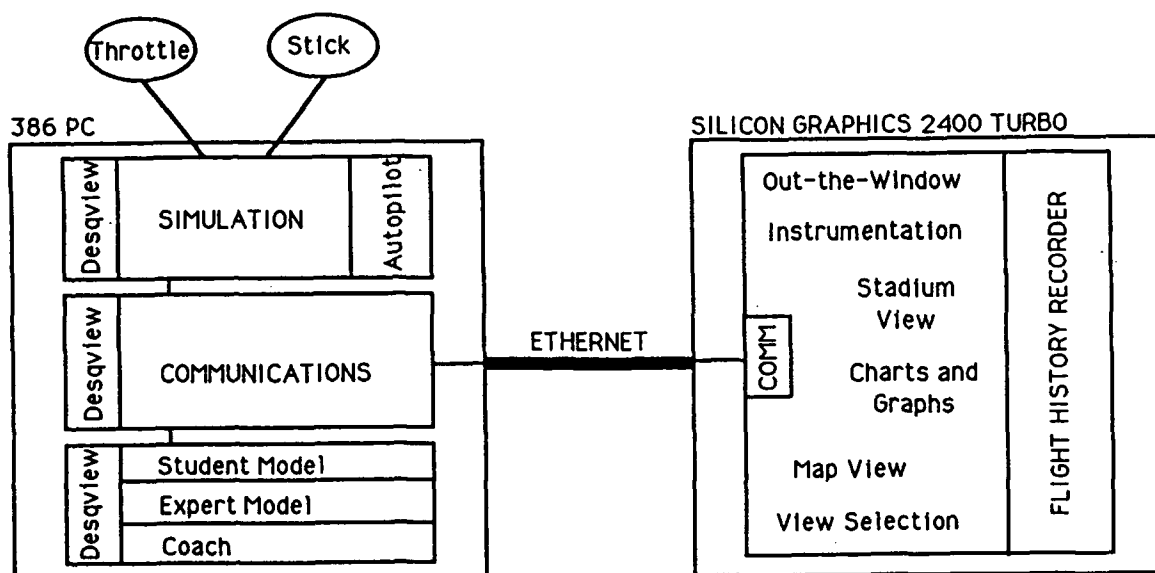 Throttle
Stick
386 PC
Desqview
SIMULATION
Autopilot
Desqview
COMMUNICATIONS
Desqview
Student Model
Expert Model
Coach
ETHERNET
SILICON GRAPHICS 2400 TURBO
Out-the-Window
Instrumentation
Stadium
View
COMM
Charts and
Graphs
Map View
View Selection
FLIGHT HISTORY RECORDER